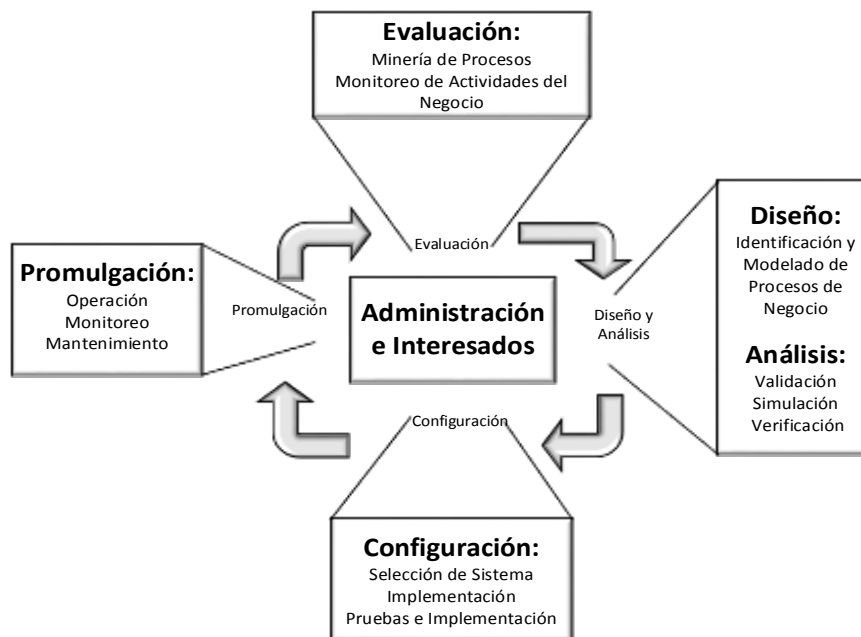 Evaluación:
Minería de Procesos
Monitoreo de Actividades del
Negocio
Evaluación
Diseño:
Identificación y
Modelado de
Procesos de
Negocio
Análisis:
Validación
Simulación
Verificación
Diseño y
Análisis
Promulgación:
Operación
Monitoreo
Mantenimiento
Promulgación
Administración
e Interesados
Configuración
Configuración:
Selección de Sistema
Implementación
Pruebas e Implementación